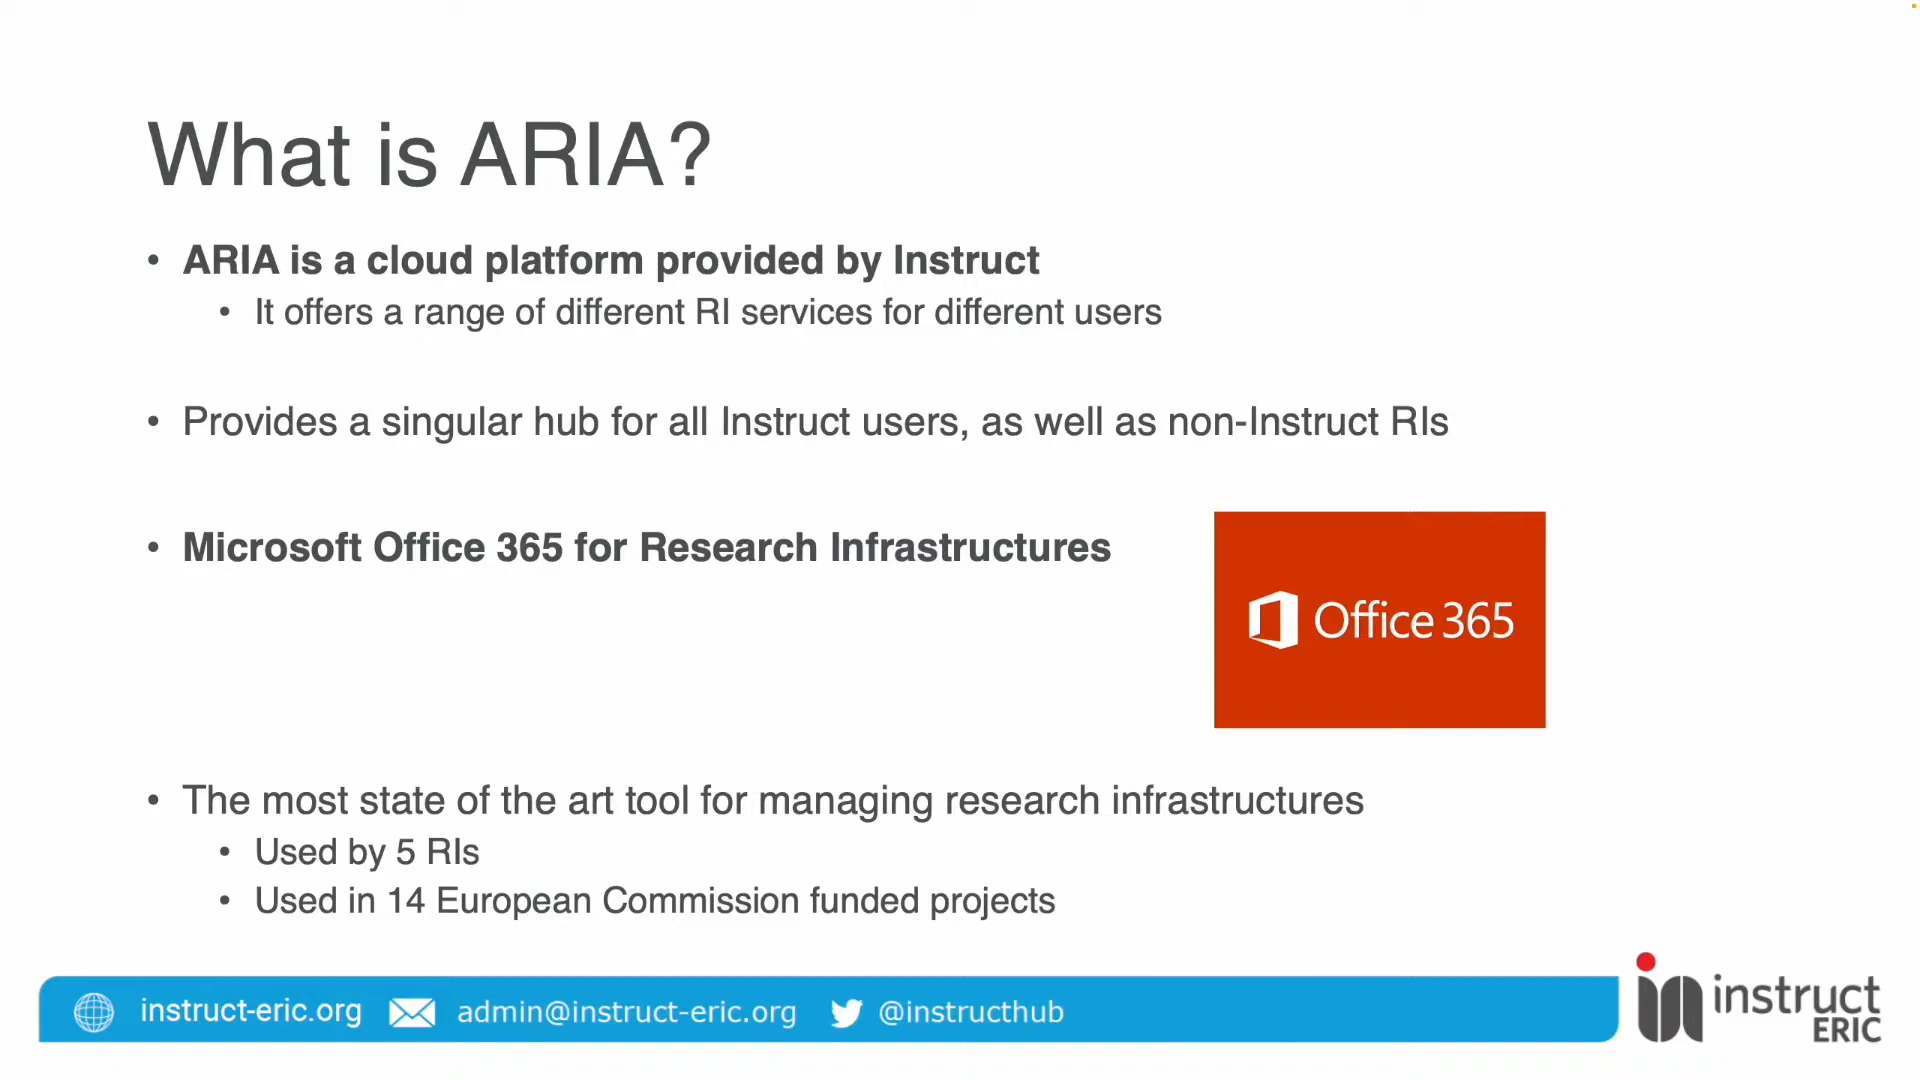 What is ARIA?
• ARIA is a cloud platform provided by Instruct
• It offers a range of different RI services for different users
• Provides a singular hub for all Instruct users, as well as non-Instruct RIs
• Microsoft Office 365 for Research Infrastructures
Office 365
• The most state of the art tool for managing research infrastructures
• Used by 5 RIs
• Used in 14 European Commission funded projects
instruct-eric.org admin@instruct-eric.org @instructhub
instruct
ERIC